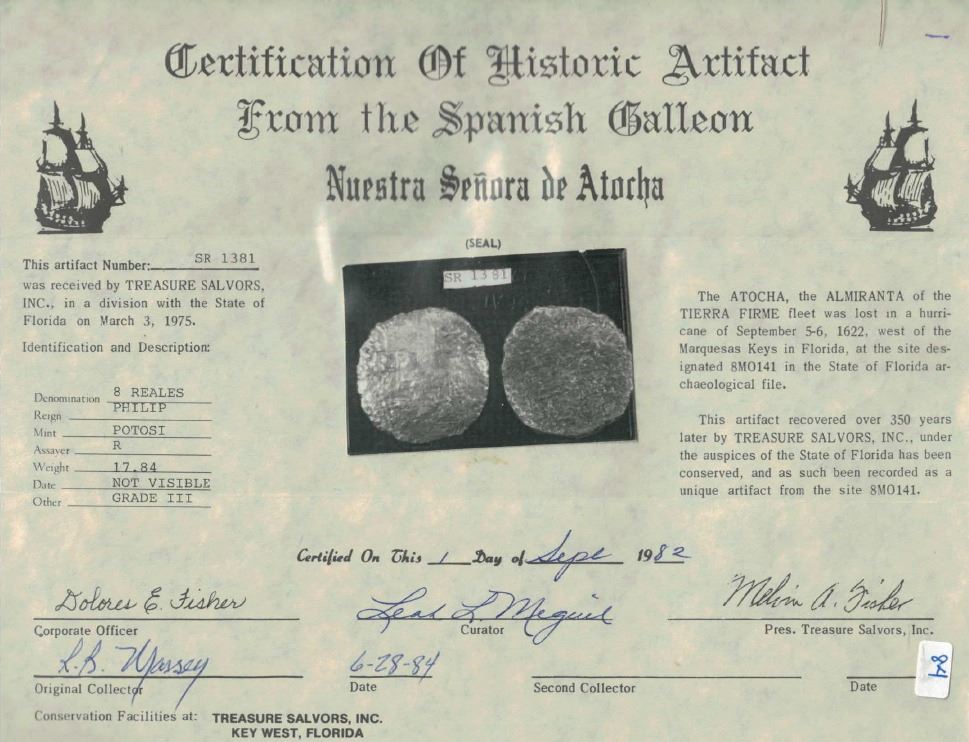 Certification Of Historic Artifact
From the Spanish Galleon
Nuestra Señora de Atocha
(SEAL)
SR 1381
This artifact Number: SR 1381
was received by TREASURE SALVORS,
INC., in a division with the State of
Florida on March 3, 1975.
Identification and Description:
Denomination 8 REALES
Reign PHILIP
Mint POTOSI
Assayer R
Weight 17.84
Date NOT VISIBLE
Other GRADE III
The ATOCHA, the ALMIRANTA of the
TIERRA FIRME fleet was lost in a hurri-
cane of September 5-6, 1622, west of the
Marquesas Keys in Florida, at the site des-
ignated 8MO141 in the State of Florida ar-
chaeological file.
This artifact recovered over 350 years
later by TREASURE SALVORS, INC., under
the auspices of the State of Florida has been
conserved, and as such been recorded as a
unique artifact from the site 8MO141.
Certified On This 1 Day of Sept 1982
Dolores E. Fisher
Corporate Officer
Leah L. Meguil
Curator
Melvin A. Fisher
Pres. Treasure Salvors, Inc.
Massey
Original Collector
6-28-84
Date
Second Collector
Date
84
Conservation Facilities at: TREASURE SALVORS, INC.
KEY WEST, FLORIDA